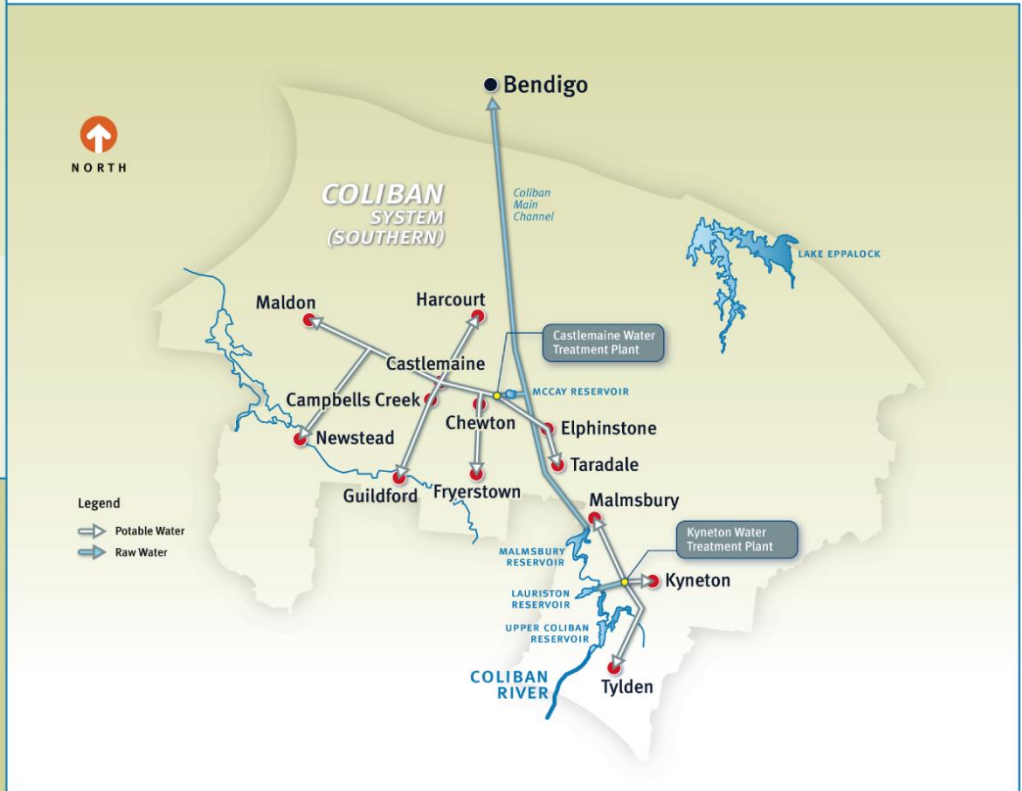 Bendigo
NORTH
COLIBAN
SYSTEM
(SOUTHERN)
Coliban
Main
Channel
LAKE EPPALOCK
Maldon
Harcourt
Castlemaine Water
Treatment Plant
Castlemaine
MCCAY RESERVOIR
Campbells Creek
Chewton
Elphinstone
Newstead
Taradale
Guildford
Fryerstown
Malmsbury
Legend
Potable Water
Raw Water
Kyneton Water
Treatment Plant
MALMSBURY
RESERVOIR
Kyneton
LAURISTON
RESERVOIR
UPPER COLIBAN
RESERVOIR
COLIBAN
RIVER
Tylden